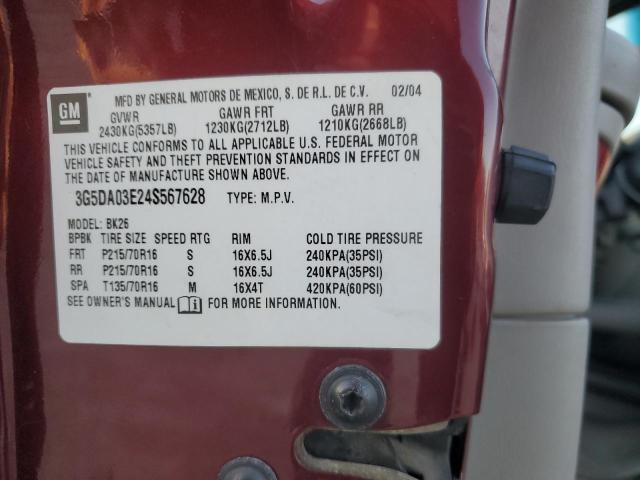 GM
MFD BY GENERAL MOTORS DE MEXICO, S. DE R.L. DE C.V. 02/04
GVWR GAWR FRT GAWR RR
2430KG(5357LB) 1230KG(2712LB) 1210KG(2668LB)
THIS VEHICLE CONFORMS TO ALL APPLICABLE U.S. FEDERAL MOTOR
VEHICLE SAFETY AND THEFT PREVENTION STANDARDS IN EFFECT ON
THE DATE OF MANUFACTURE SHOWN ABOVE.
3G5DA03E24S567628 TYPE: M.P.V.
MODEL: BK26
BPBK TIRE SIZE SPEED RTG RIM COLD TIRE PRESSURE
FRT P215/70R16 S 16X6.5J 240KPA(35PSI)
RR P215/70R16 S 16X6.5J 240KPA(35PSI)
SPA T135/70R16 M 16X4T 420KPA(60PSI)
SEE OWNER'S MANUAL FOR MORE INFORMATION.